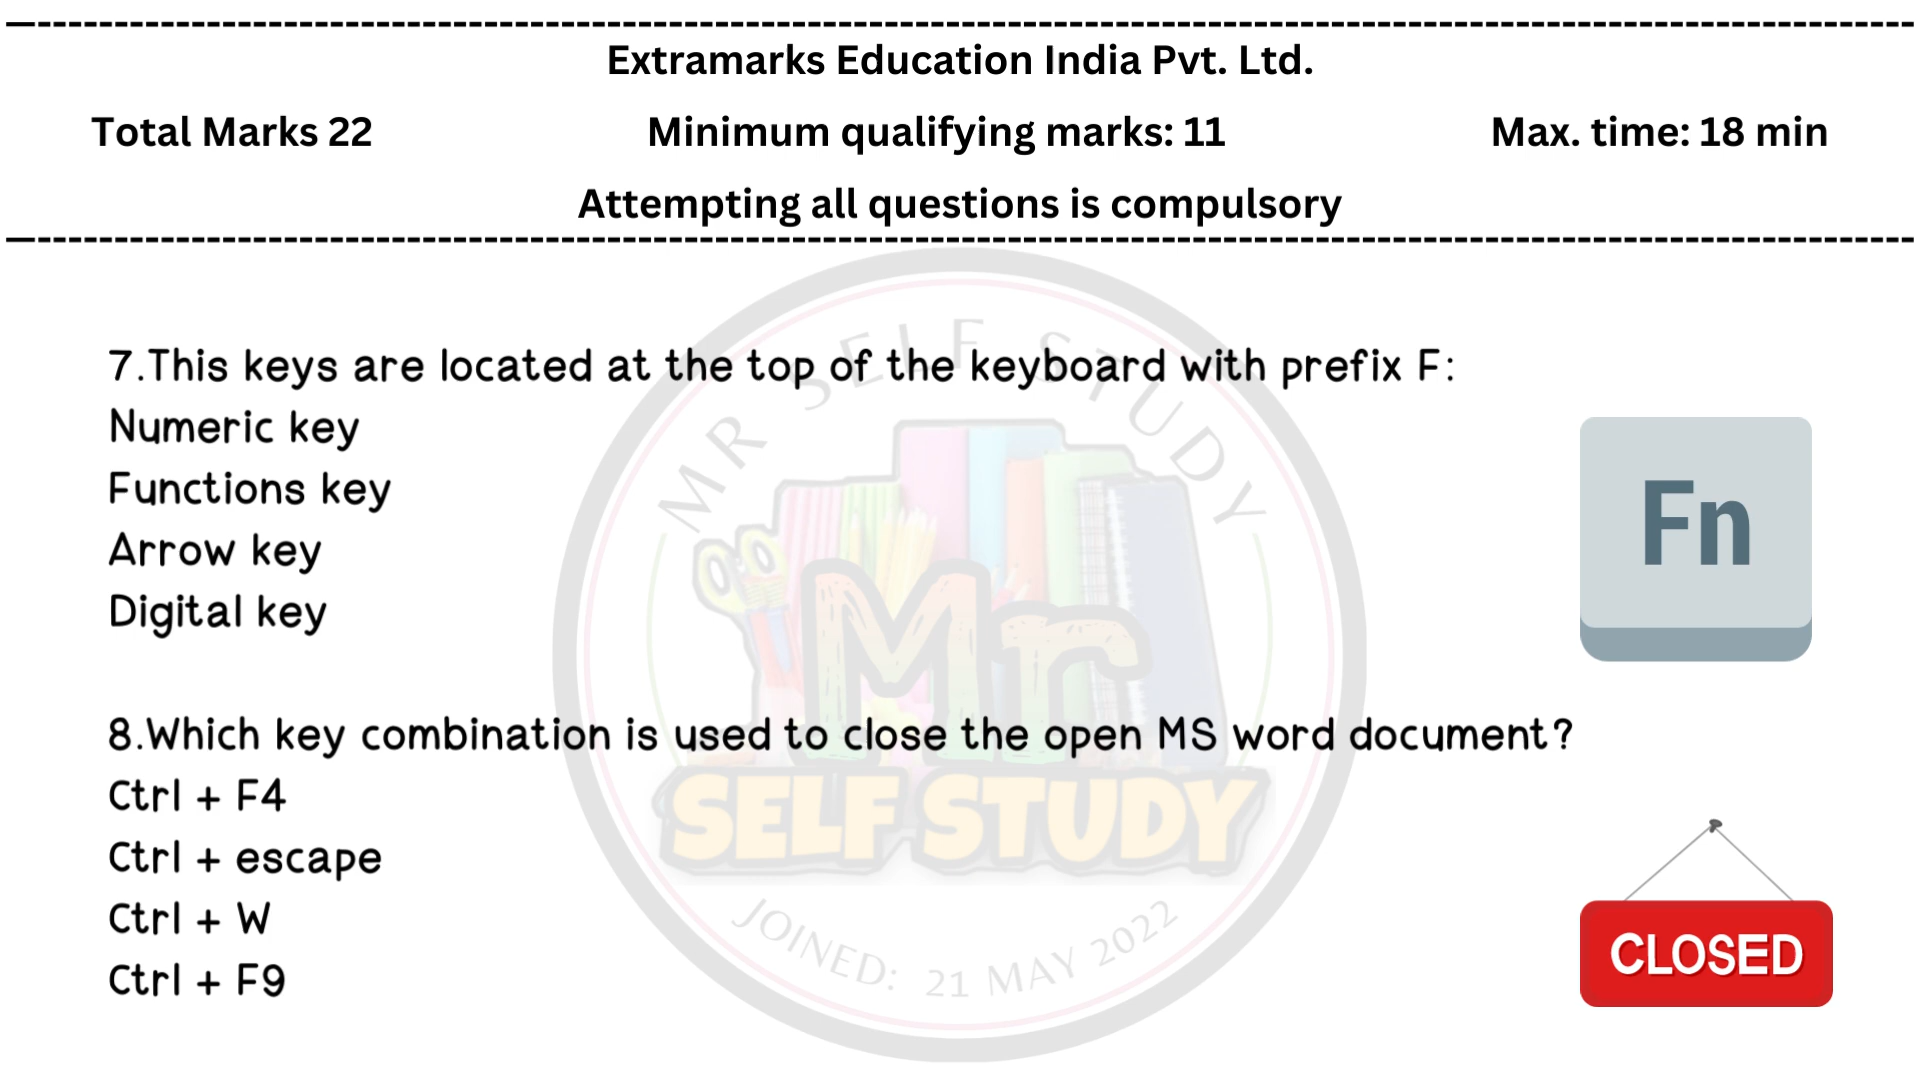 Extramarks Education India Pvt. Ltd.
Total Marks 22 Minimum qualifying marks: 11 Max. time: 18 min
Attempting all questions is compulsory
MR SELF STUDY
7.This keys are located at the top of the keyboard with prefix F:
Numeric key
Functions key
Arrow key
Digital key
Fn
Mr
SELF STUDY
8.Which key combination is used to close the open MS word document?
Ctrl + F4
Ctrl + escape
Ctrl + W
Ctrl + F9
CLOSED
JOINED: 21 MAY 2022